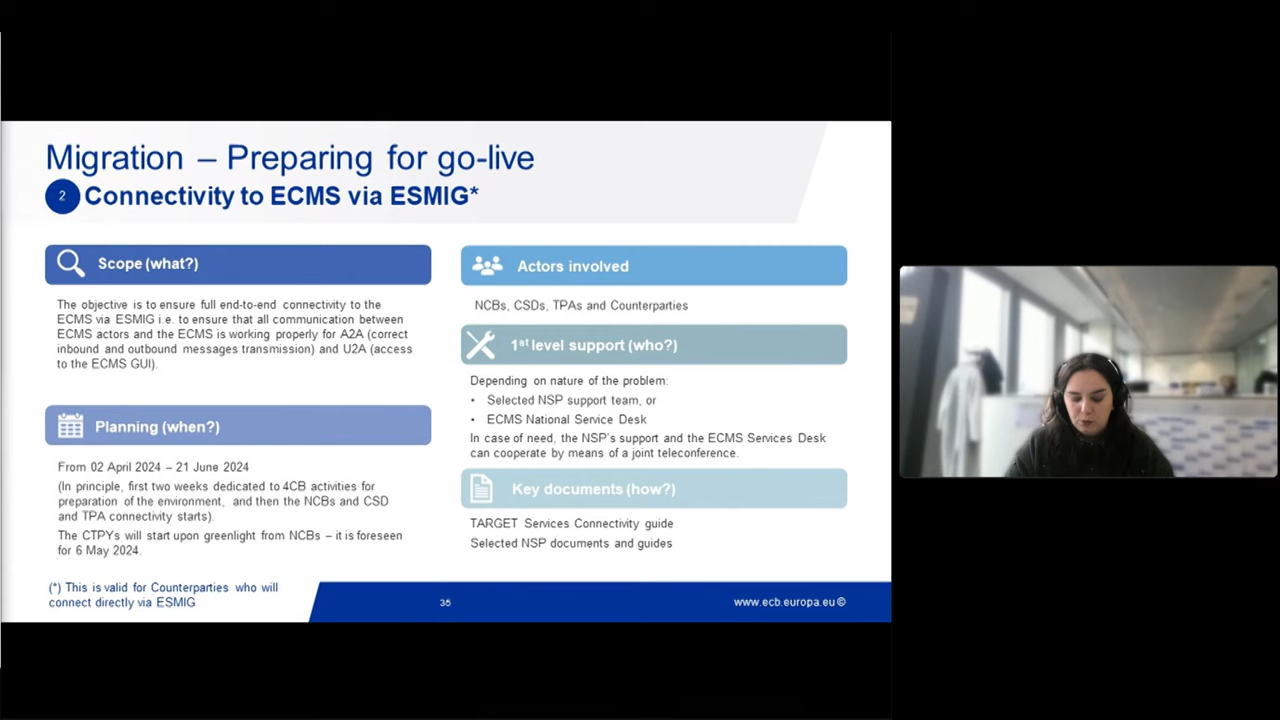 Migration – Preparing for go-live
2 Connectivity to ECMS via ESMIG*
Scope (what?)
The objective is to ensure full end-to-end connectivity to the
ECMS via ESMIG i.e. to ensure that all communication between
ECMS actors and the ECMS is working properly for A2A (correct
inbound and outbound messages transmission) and U2A (access
to the ECMS GUI).
Planning (when?)
From 02 April 2024 – 21 June 2024
(In principle, first two weeks dedicated to 4CB activities for
preparation of the environment, and then the NCBs and CSD
and TPA connectivity starts).
The CTPYs will start upon greenlight from NCBs – it is foreseen
for 6 May 2024.
(*) This is valid for Counterparties who will
connect directly via ESMIG
Actors involved
NCBs, CSDs, TPAs and Counterparties
1st level support (who?)
Depending on nature of the problem:
• Selected NSP support team, or
• ECMS National Service Desk
In case of need, the NSP's support and the ECMS Services Desk
can cooperate by means of a joint teleconference.
Key documents (how?)
TARGET Services Connectivity guide
Selected NSP documents and guides
35
www.ecb.europa.eu ©